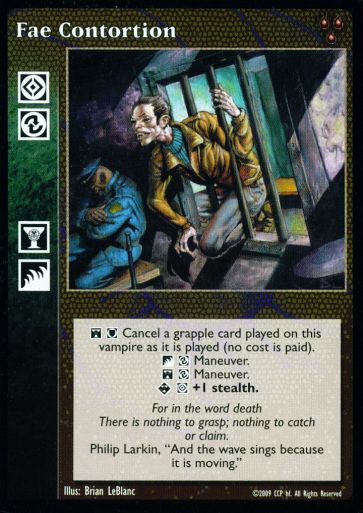 Fae Contortion
Cancel a grapple card played on this
vampire as it is played (no cost is paid).
Maneuver.
Maneuver.
+1 stealth.
For in the word death
There is nothing to grasp; nothing to catch
or claim.
Philip Larkin, "And the wave sings because
it is moving."
Illus: Brian LeBlanc
©2009 CCP hf. All Rights Reserved